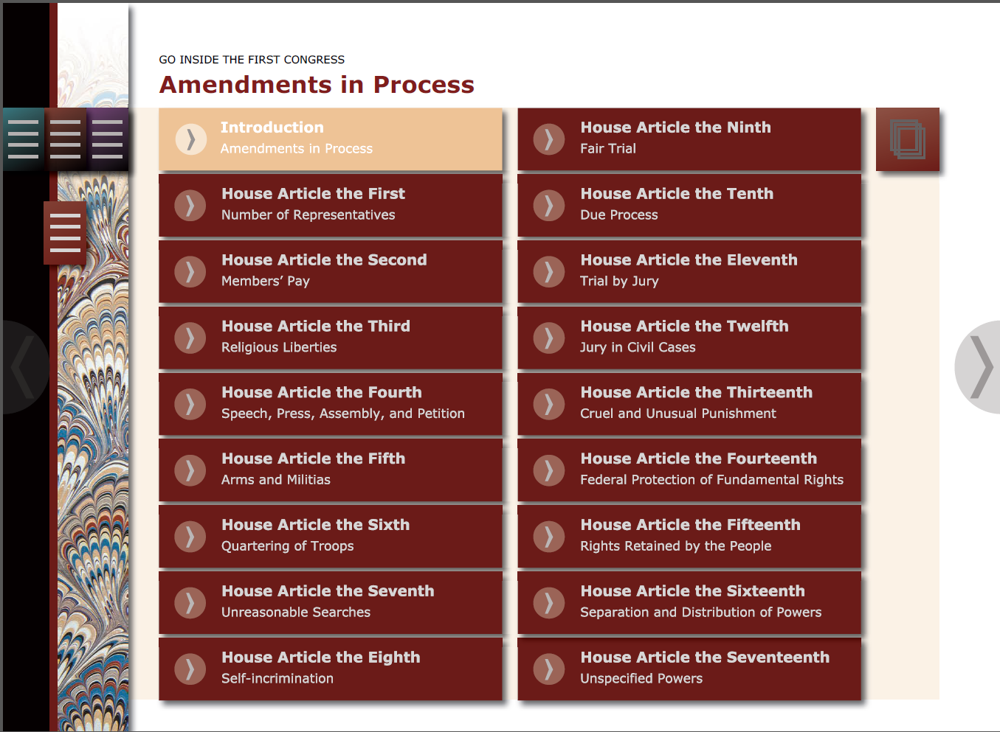 GO INSIDE THE FIRST CONGRESS
Amendments in Process
Introduction
Amendments in Process
House Article the First
Number of Representatives
House Article the Second
Members’ Pay
House Article the Third
Religious Liberties
House Article the Fourth
Speech, Press, Assembly, and Petition
House Article the Fifth
Arms and Militias
House Article the Sixth
Quartering of Troops
House Article the Seventh
Unreasonable Searches
House Article the Eighth
Self-incrimination
House Article the Ninth
Fair Trial
House Article the Tenth
Due Process
House Article the Eleventh
Trial by Jury
House Article the Twelfth
Jury in Civil Cases
House Article the Thirteenth
Cruel and Unusual Punishment
House Article the Fourteenth
Federal Protection of Fundamental Rights
House Article the Fifteenth
Rights Retained by the People
House Article the Sixteenth
Separation and Distribution of Powers
House Article the Seventeenth
Unspecified Powers